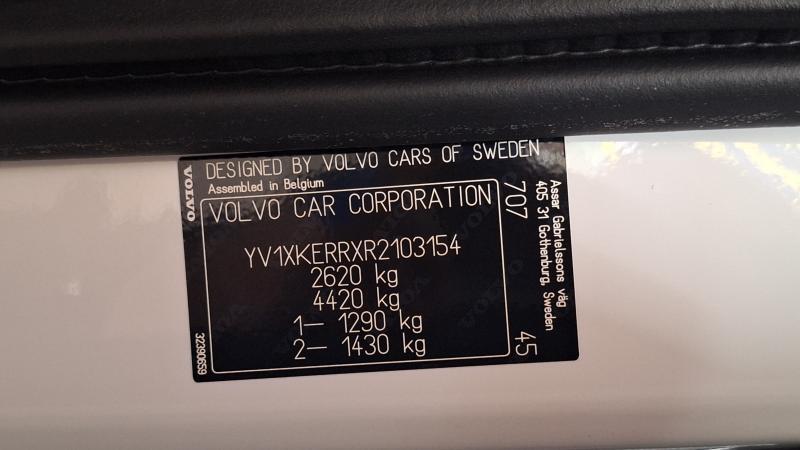 DESIGNED BY VOLVO CARS OF SWEDEN
Assembled in Belgium
VOLVO
VOLVO CAR CORPORATION
YV1XKERRXR2103154
2620 kg
4420 kg
1— 1290 kg
2— 1430 kg
32390659
707
45
Assar Gabrielssons väg
405 31 Gothenburg, Sweden